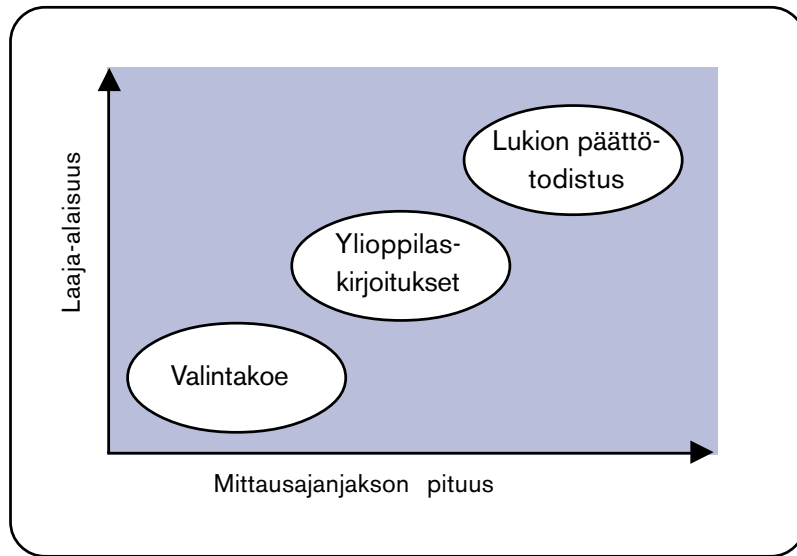 Laaja-alaisuus
Lukion päättö-
todistus
Ylioppilas-
kirjoitukset
Valintakoe
Mittausajanjakson pituus